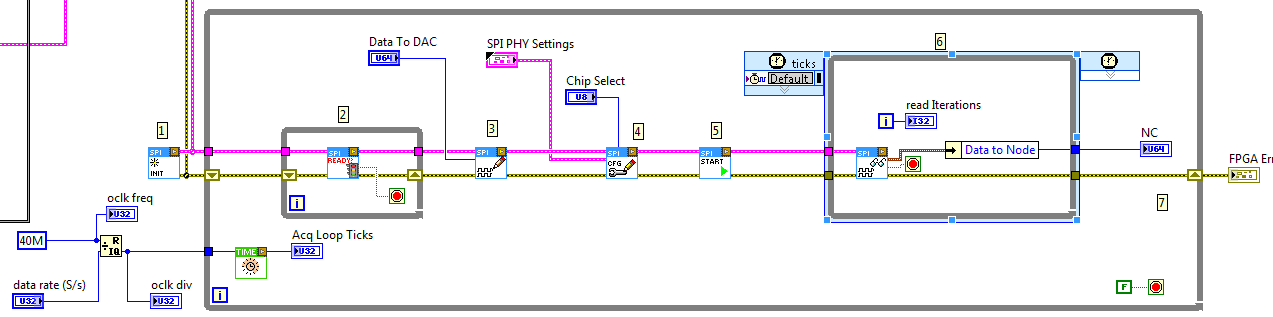 6
Data To DAC
U64
SPI PHY Settings
ticks
Default
Chip Select
U8
read Iterations
i
I32
1
2
3
4
5
NC
U64
SPI
INIT
SPI
READY
SPI
SPI
CFG
SPI
START
SPI
Data to Node
FPGA Err
7
i
oclk freq
U32
40M
R
IQ
Acq Loop Ticks
TIME
U32
data rate (S/s)
U32
oclk div
U32
i
F